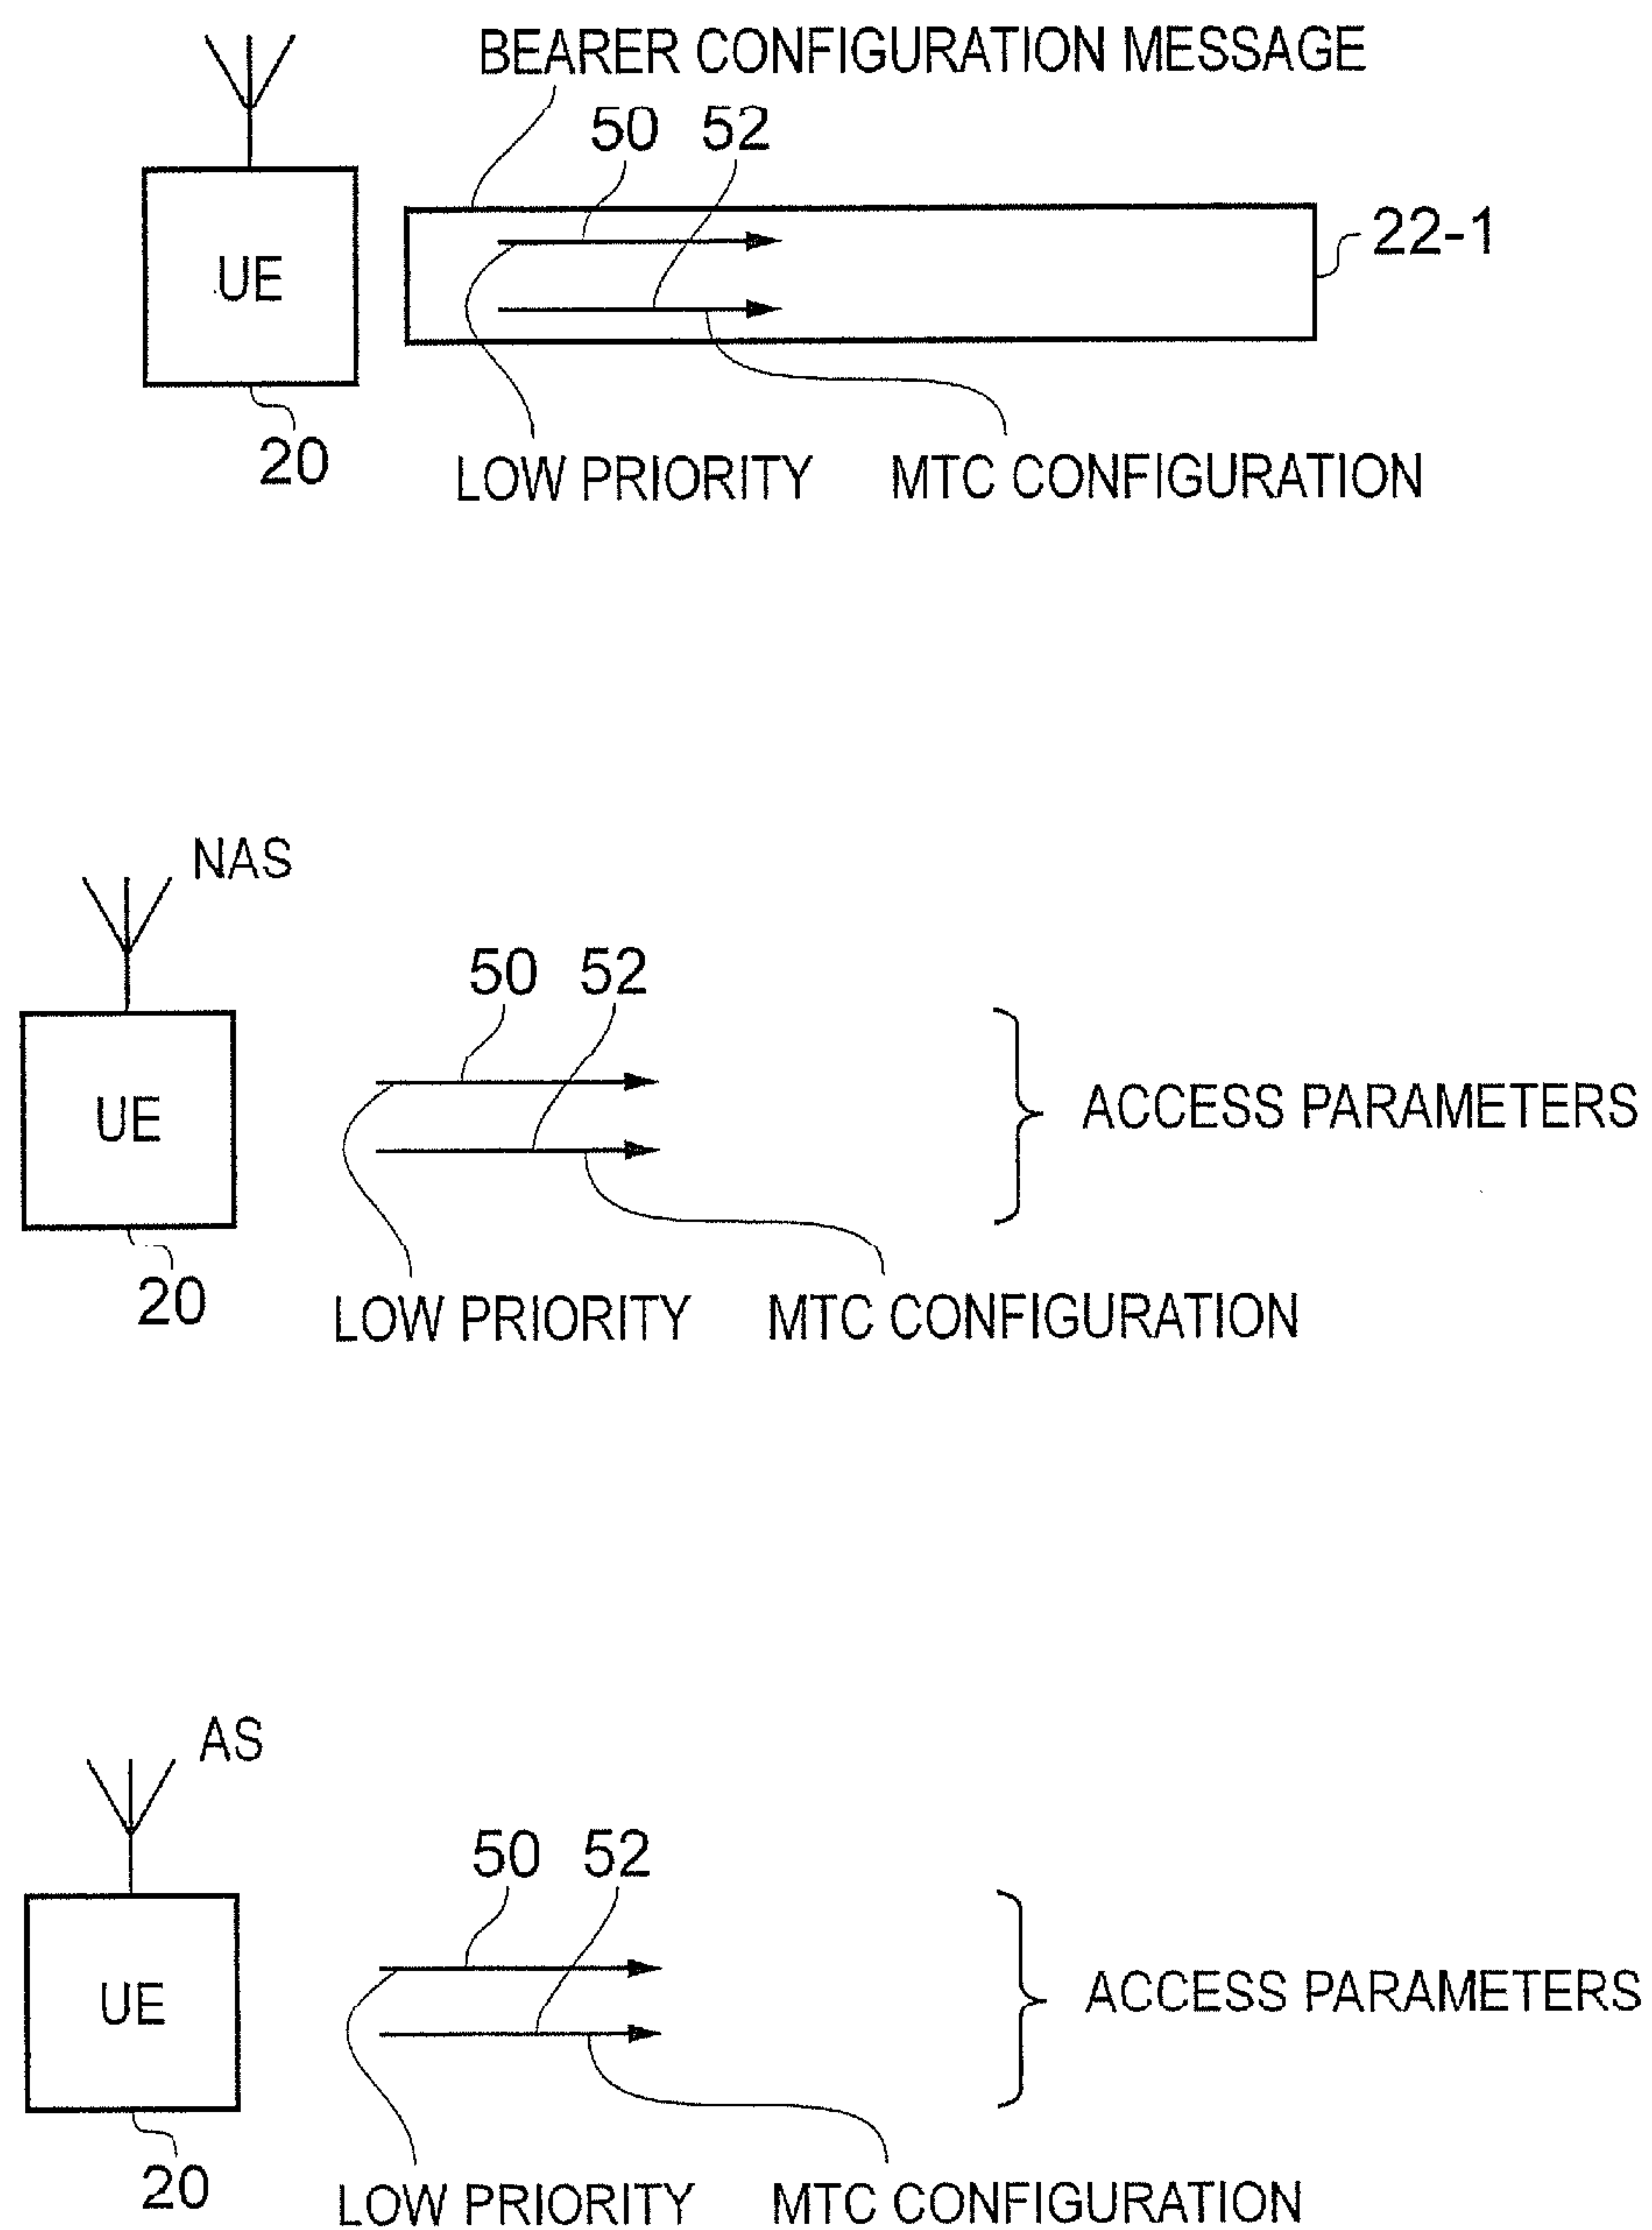 BEARER CONFIGURATION MESSAGE
50 52
UE
22-1
20
LOW PRIORITY MTC CONFIGURATION
NAS
50 52
UE
ACCESS PARAMETERS
20
LOW PRIORITY MTC CONFIGURATION
AS
50 52
UE
ACCESS PARAMETERS
20
LOW PRIORITY MTC CONFIGURATION